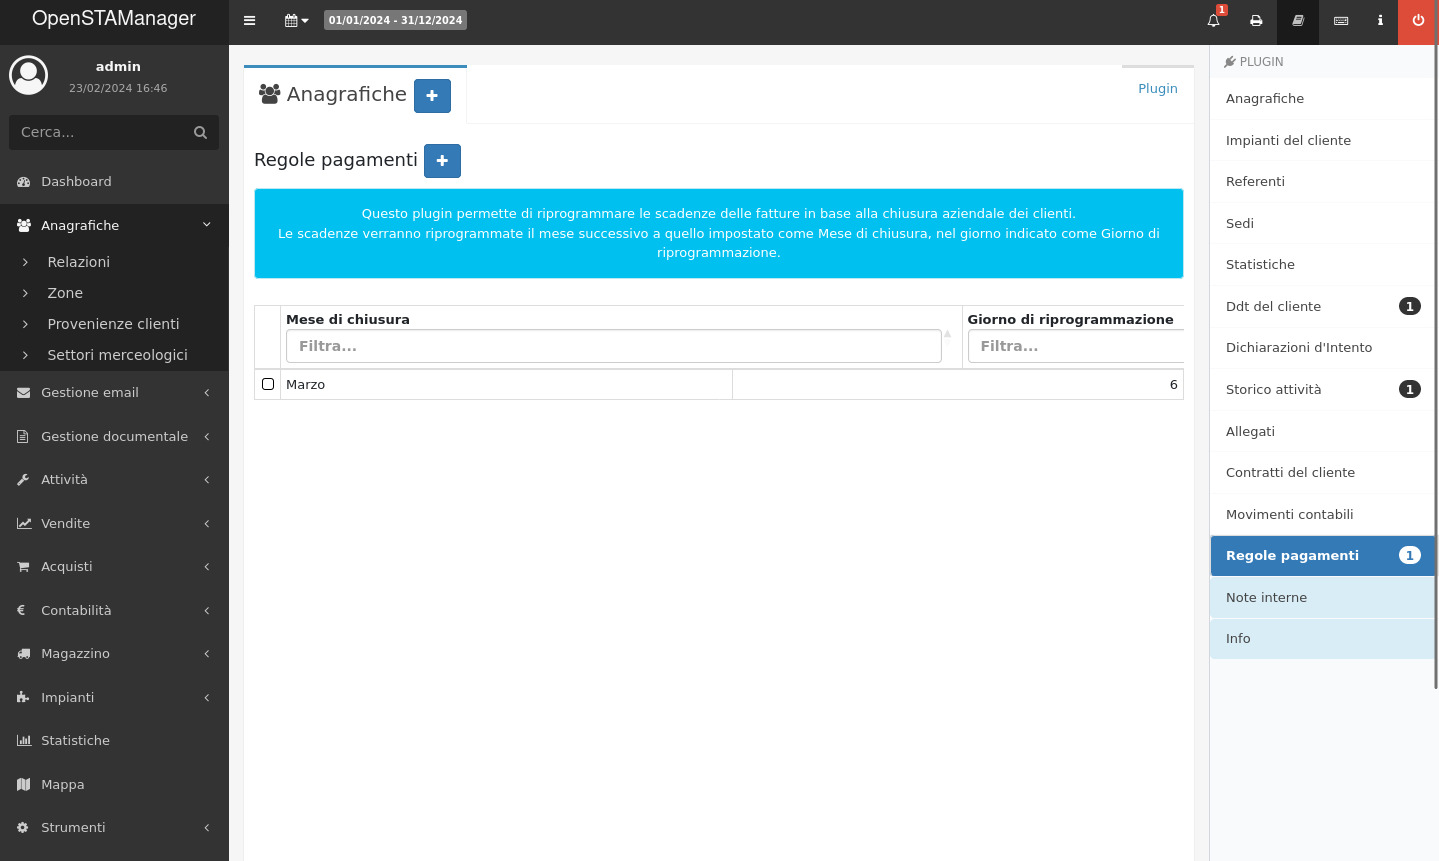 OpenSTAManager
01/01/2024 - 31/12/2024
1
admin
23/02/2024 16:46
Cerca...
Dashboard
Anagrafiche
Relazioni
Zone
Provenienze clienti
Settori merceologici
Gestione email
Gestione documentale
Attività
Vendite
Acquisti
Contabilità
Magazzino
Impianti
Statistiche
Mappa
Strumenti
Anagrafiche
Plugin
Regole pagamenti
Questo plugin permette di riprogrammare le scadenze delle fatture in base alla chiusura aziendale dei clienti.
Le scadenze verranno riprogrammate il mese successivo a quello impostato come Mese di chiusura, nel giorno indicato come Giorno di
riprogrammazione.
Mese di chiusura Giorno di riprogrammazione
Filtra... Filtra...
Marzo 6
PLUGIN
Anagrafiche
Impianti del cliente
Referenti
Sedi
Statistiche
Ddt del cliente 1
Dichiarazioni d'Intento
Storico attività 1
Allegati
Contratti del cliente
Movimenti contabili
Regole pagamenti 1
Note interne
Info